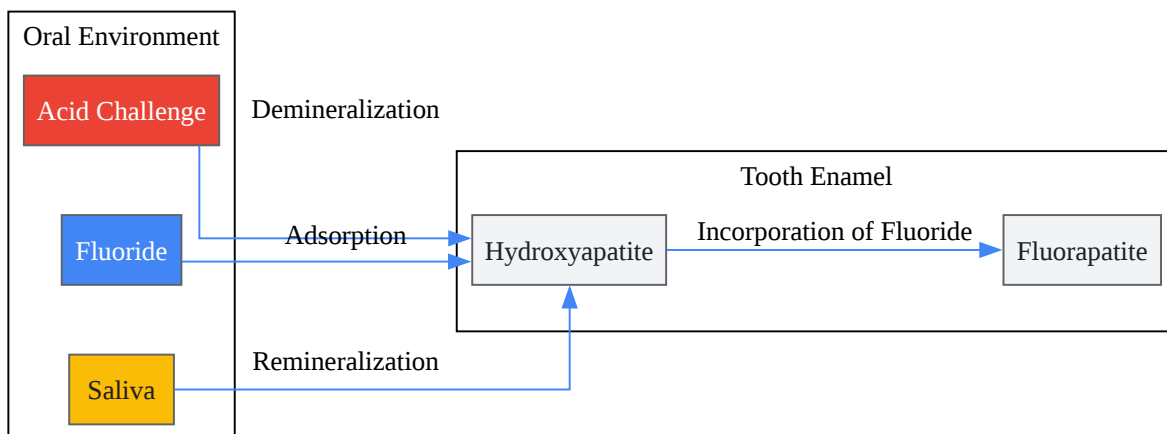 Oral Environment
Acid Challenge
Demineralization
Tooth Enamel
Fluoride
Adsorption
Hydroxyapatite
Incorporation of Fluoride
Fluorapatite
Saliva
Remineralization